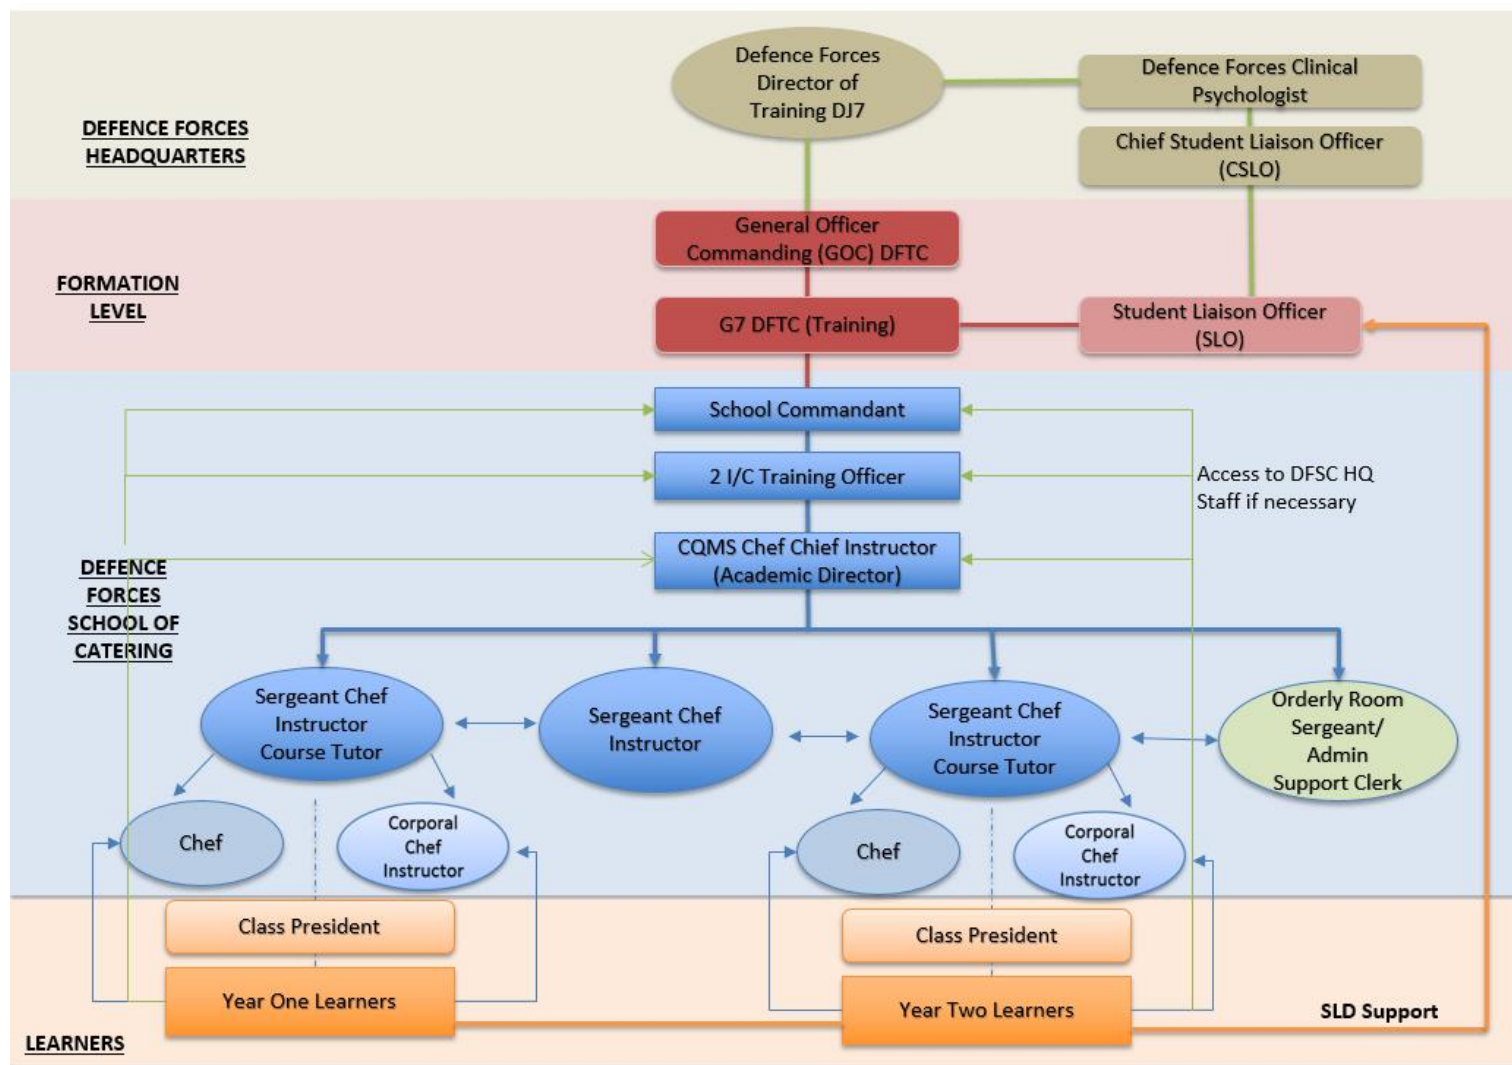 Defence Forces
Director of
Training DJ7
Defence Forces Clinical
Psychologist
DEFENCE FORCES
HEADQUARTERS
Chief Student Liaison Officer
(CSLO)
General Officer
Commanding (GOC) DFTC
FORMATION
LEVEL
G7 DFTC (Training)
Student Liaison Officer
(SLO)
School Commandant
2 I/C Training Officer
Access to DFSC HQ
Staff if necessary
CQMS Chef Chief Instructor
(Academic Director)
DEFENCE
FORCES
SCHOOL OF
CATERING
Sergeant Chef
Instructor
Course Tutor
Sergeant Chef
Instructor
Sergeant Chef
Instructor
Course Tutor
Orderly Room
Sergeant/
Admin
Support Clerk
Chef
Corporal
Chef
Instructor
Chef
Corporal
Chef
Instructor
Class President
Class President
Year One Learners
Year Two Learners
SLD Support
LEARNERS